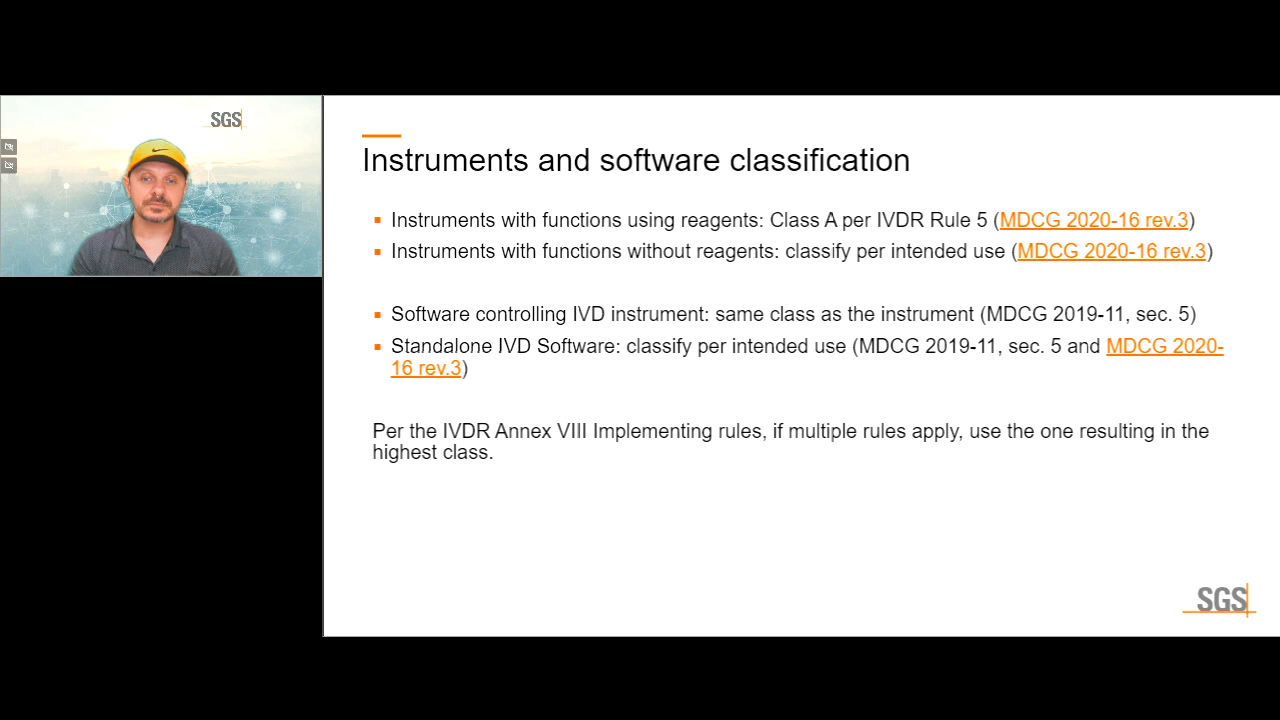 SGS
Instruments and software classification
Instruments with functions using reagents: Class A per IVDR Rule 5 (MDCG 2020-16 rev.3)
Instruments with functions without reagents: classify per intended use (MDCG 2020-16 rev.3)
Software controlling IVD instrument: same class as the instrument (MDCG 2019-11, sec. 5)
Standalone IVD Software: classify per intended use (MDCG 2019-11, sec. 5 and MDCG 2020-
16 rev.3)
Per the IVDR Annex VIII Implementing rules, if multiple rules apply, use the one resulting in the
highest class.
SGS